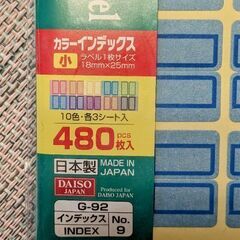 el
カラーインデックス
小
ラベル1枚サイズ
18mm×25mm
10色・各3シート入
480pcs
枚入
日本製 MADE IN JAPAN
DAISO JAPAN
Produced for DAISO JAPAN
G-92
インデックス
INDEX
No.
9